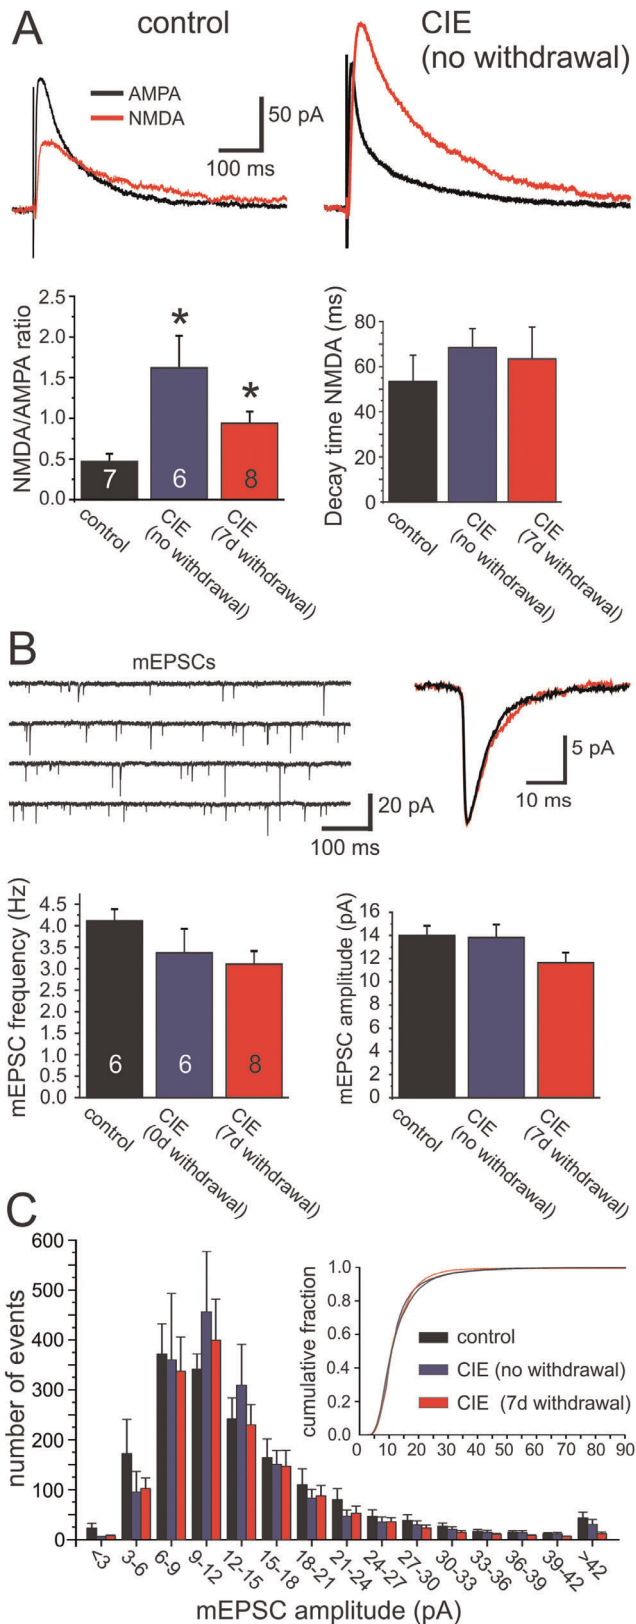 A
control
CIE
(no withdrawal)
AMPA
NMDA
50 pA
100 ms
NMDA/AMPA ratio
2.5
2.0
1.5
1.0
0.5
0.0
*
*
7
6
8
control
CIE
(no withdrawal)
CIE
(7d withdrawal)
Decay time NMDA (ms)
80
60
40
20
0
control
CIE
(no withdrawal)
CIE
(7d withdrawal)
B
mEPSCs
20 pA
100 ms
5 pA
10 ms
mEPSC frequency (Hz)
4.5
4.0
3.5
3.0
2.5
2.0
1.5
1.0
0.5
0.0
6
6
8
control
CIE
(0d withdrawal)
CIE
(7d withdrawal)
mEPSC amplitude (pA)
16
14
12
10
8
6
4
2
0
control
CIE
(no withdrawal)
CIE
(7d withdrawal)
C
number of events
600
500
400
300
200
100
0
<3
3-6
6-9
9-12
12-15
15-18
18-21
21-24
24-27
27-30
30-33
33-36
36-39
39-42
>42
mEPSC amplitude (pA)
cumulative fraction
1.0
0.8
0.6
0.4
0.2
0.0
0 10 15 25 35 45 55 65 75 90
control
CIE (no withdrawal)
CIE (7d withdrawal)